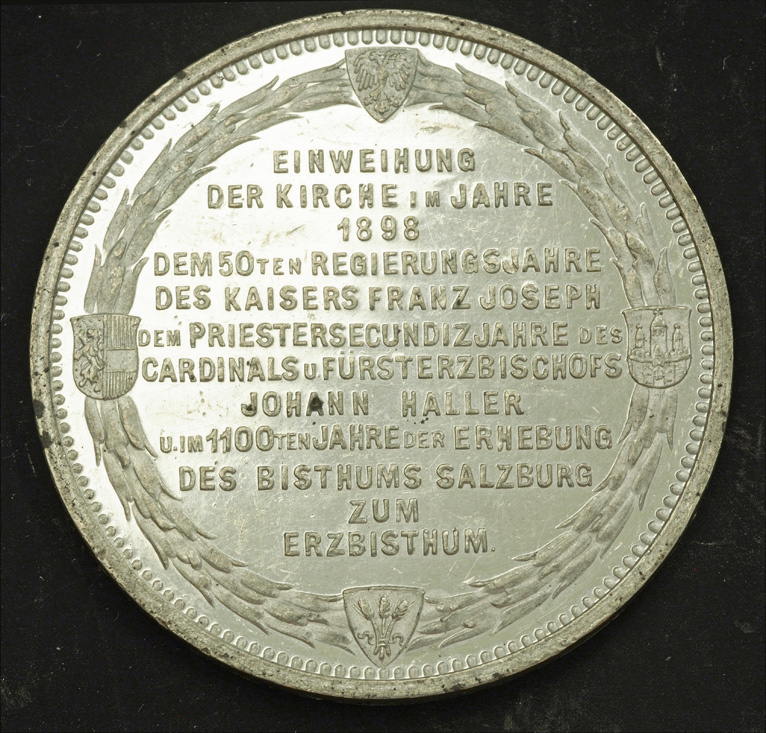 EINWEIHUNG
DER KIRCHE IM JAHRE
1898
DEM 50TEN REGIERUNGSJAHRE
DES KAISERS FRANZ JOSEPH
DEM PRIESTERSECUNDIZJAHRE DES
CARDINALS U. FÜRSTERZBISCHOFS
JOHANN HALLER
U. IM 1100TEN JAHRE DER ERHEBUNG
DES BISTHUMS SALZBURG
ZUM
ERZBISTHUM.